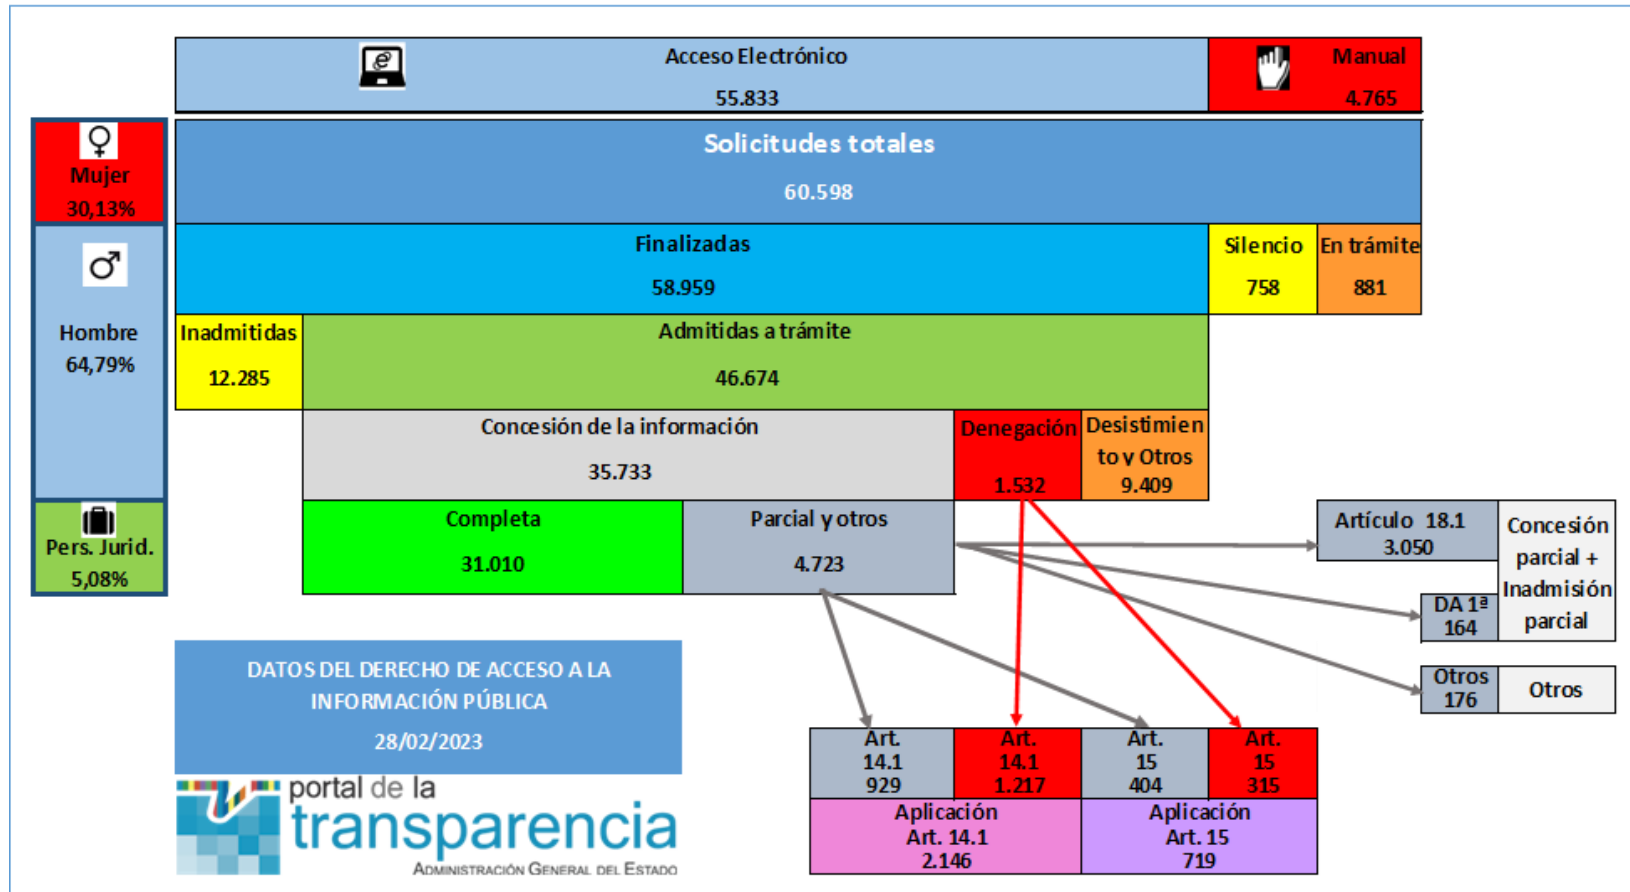 Acceso Electrónico
55.833
Manual
4.765
Mujer
30,13%
Solicitudes totales
60.598
Hombre
64,79%
Finalizadas
58.959
Silencio
758
En trámite
881
Inadmitidas
12.285
Admitidas a trámite
46.674
Concesión de la información
35.733
Denegación
1.532
Desistimien
to y Otros
9.409
Pers. Jurid.
5,08%
Completa
31.010
Parcial y otros
4.723
Artículo 18.1
3.050
DA 1ª
164
Concesión
parcial +
Inadmisión
parcial
Otros
176
Otros
DATOS DEL DERECHO DE ACCESO A LA
INFORMACIÓN PÚBLICA
28/02/2023
Art.
14.1
929
Art.
14.1
1.217
Art.
15
404
Art.
15
315
Aplicación
Art. 14.1
2.146
Aplicación
Art. 15
719
portal de la
transparencia
ADMINISTRACIÓN GENERAL DEL ESTADO